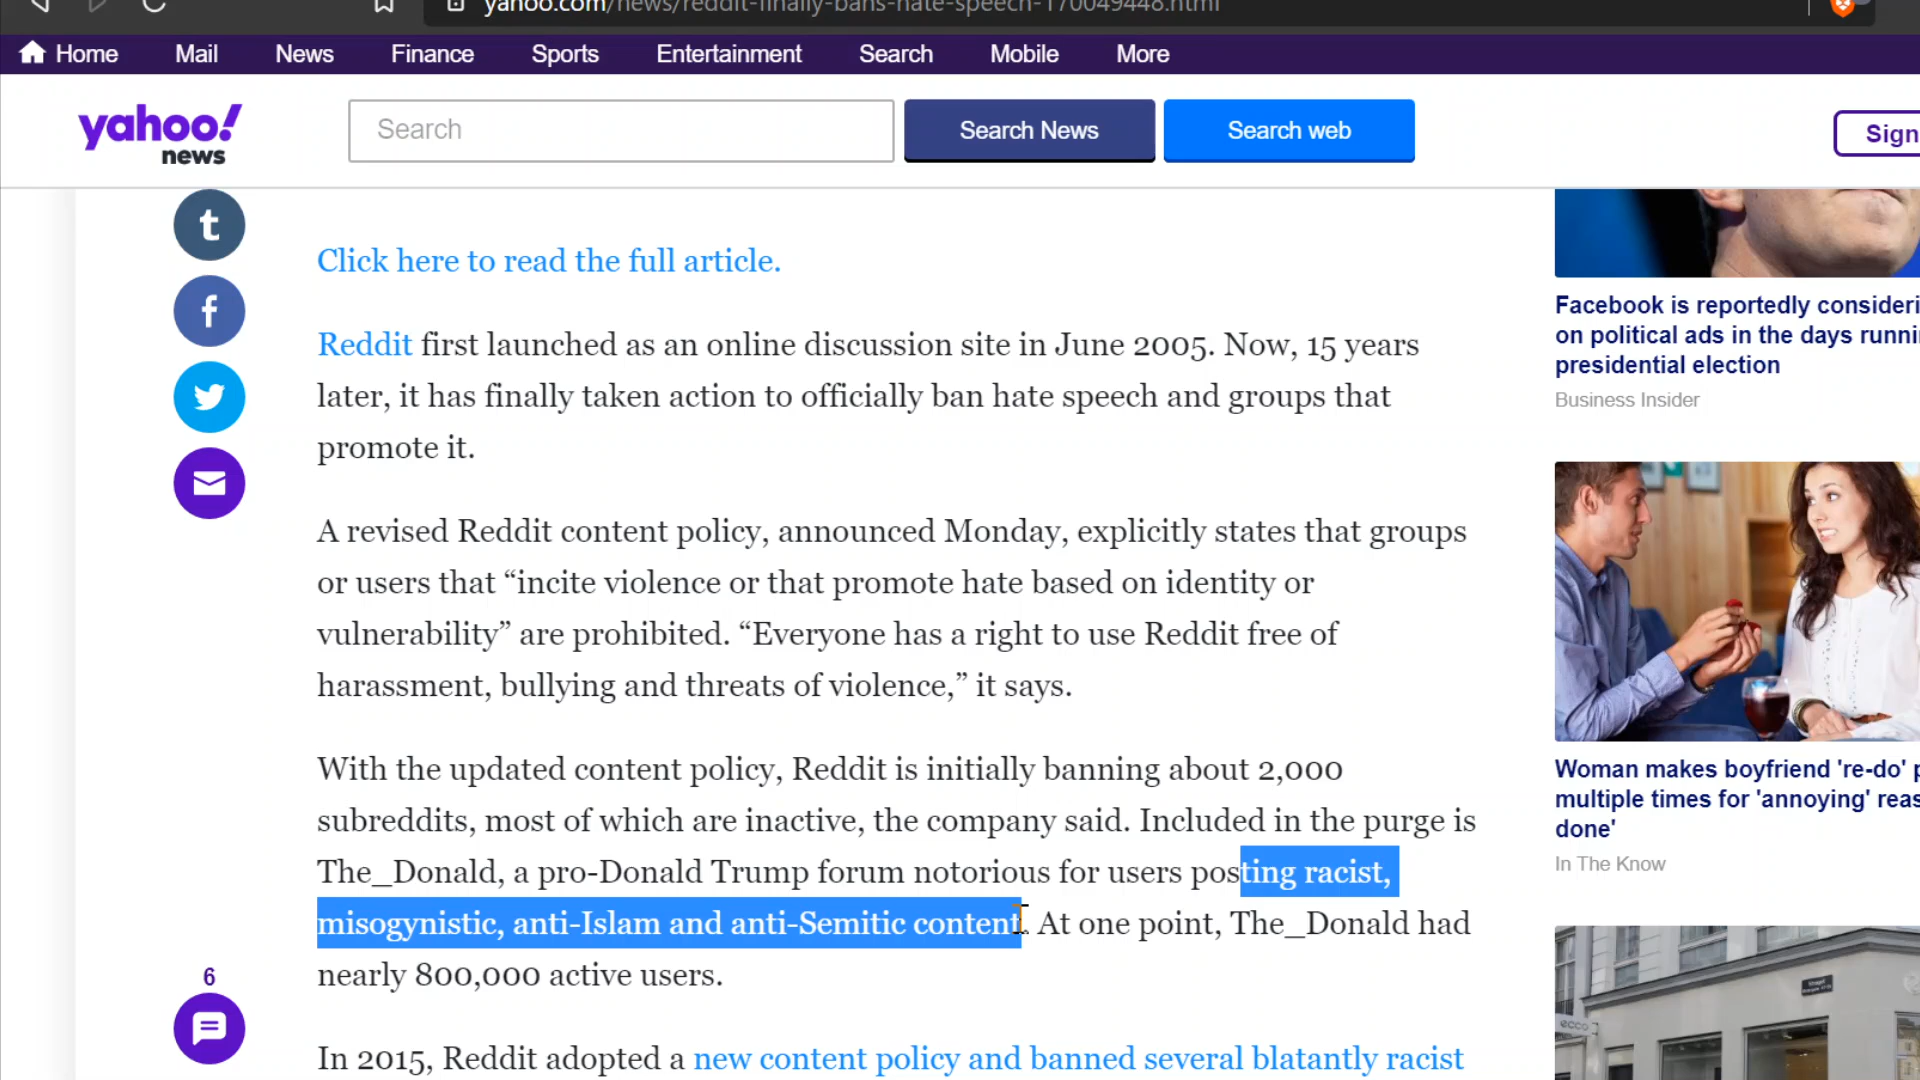 yahoo.com/news/reddit-finally-bans-hate-speech-170049448.html
Home Mail News Finance Sports Entertainment Search Mobile More
yahoo!
news
Search
Search News
Search web
Sign
t
f
Click here to read the full article.
Reddit first launched as an online discussion site in June 2005. Now, 15 years
later, it has finally taken action to officially ban hate speech and groups that
promote it.
A revised Reddit content policy, announced Monday, explicitly states that groups
or users that “incite violence or that promote hate based on identity or
vulnerability” are prohibited. “Everyone has a right to use Reddit free of
harassment, bullying and threats of violence,” it says.
With the updated content policy, Reddit is initially banning about 2,000
subreddits, most of which are inactive, the company said. Included in the purge is
The_Donald, a pro-Donald Trump forum notorious for users posting racist,
misogynistic, anti-Islam and anti-Semitic content. At one point, The_Donald had
nearly 800,000 active users.
In 2015, Reddit adopted a new content policy and banned several blatantly racist
6
Facebook is reportedly consideri
on political ads in the days runni
presidential election
Business Insider
Woman makes boyfriend 're-do' p
multiple times for 'annoying' reas
done'
In The Know
ecco